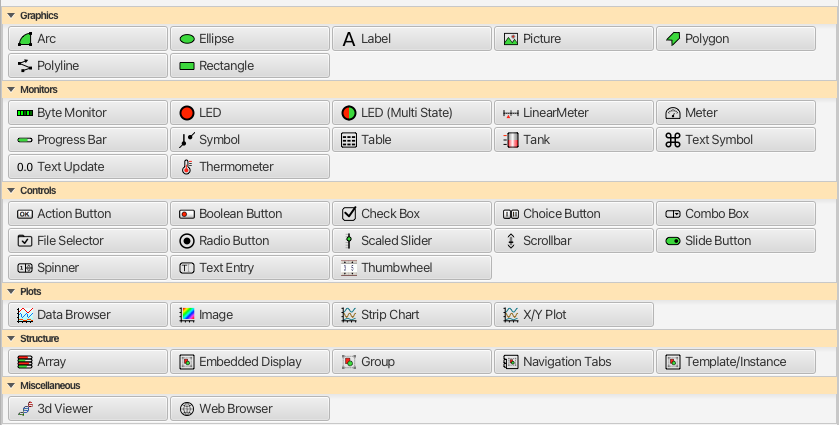 Graphics
Arc Ellipse Label Picture Polygon
Polyline Rectangle
Monitors
Byte Monitor LED LED (Multi State) LinearMeter Meter
Progress Bar Symbol Table Tank Text Symbol
0.0 Text Update Thermometer
Controls
OK Action Button Boolean Button Check Box Choice Button Combo Box
File Selector Radio Button Scaled Slider Scrollbar Slide Button
Spinner Text Entry Thumbwheel
Plots
Data Browser Image Strip Chart X/Y Plot
Structure
Array Embedded Display Group Navigation Tabs Template/Instance
Miscellaneous
3d Viewer Web Browser